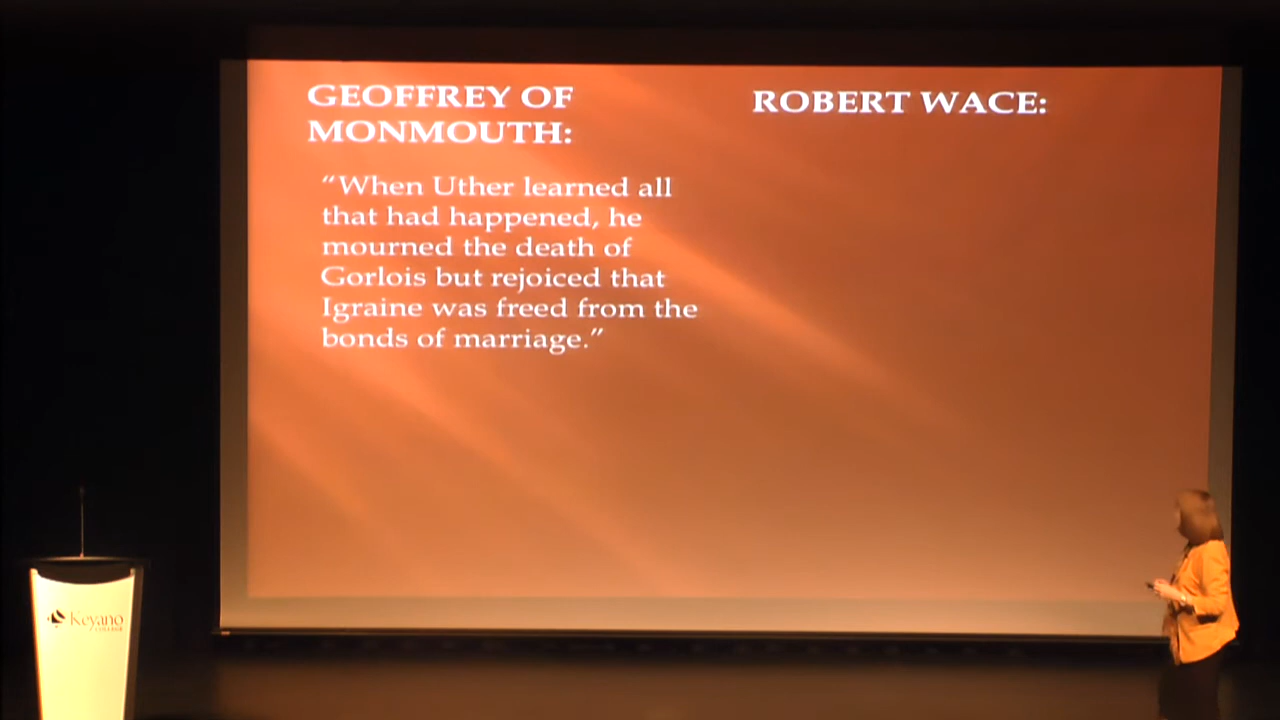 GEOFFREY OF
MONMOUTH:
“When Uther learned all
that had happened, he
mourned the death of
Gorlois but rejoiced that
Igraine was freed from the
bonds of marriage.”
ROBERT WACE:
Keyano
COLLEGE